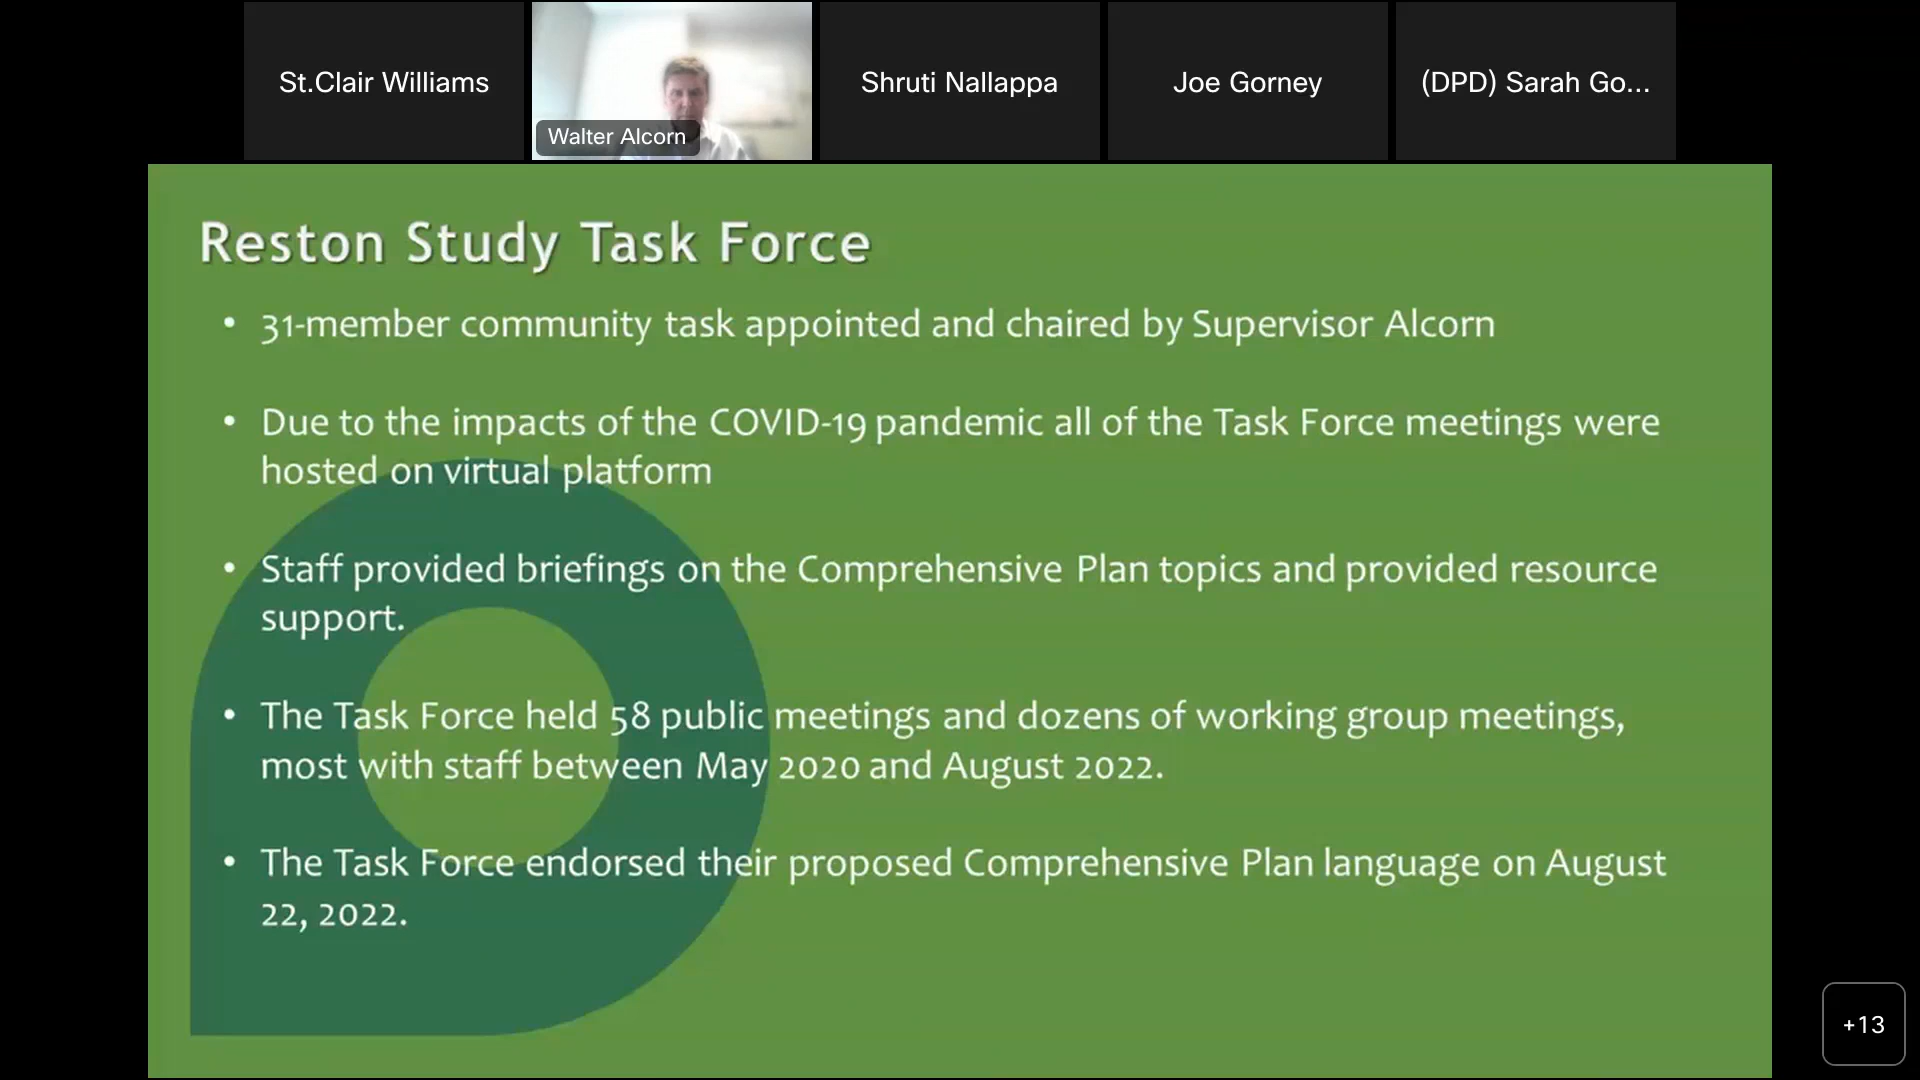 St.Clair Williams
Walter Alcorn
Shruti Nallappa
Joe Gorney
(DPD) Sarah Go...
Reston Study Task Force
• 31-member community task appointed and chaired by Supervisor Alcorn
• Due to the impacts of the COVID-19 pandemic all of the Task Force meetings were
hosted on virtual platform
• Staff provided briefings on the Comprehensive Plan topics and provided resource
support.
• The Task Force held 58 public meetings and dozens of working group meetings,
most with staff between May 2020 and August 2022.
• The Task Force endorsed their proposed Comprehensive Plan language on August
22, 2022.
+13